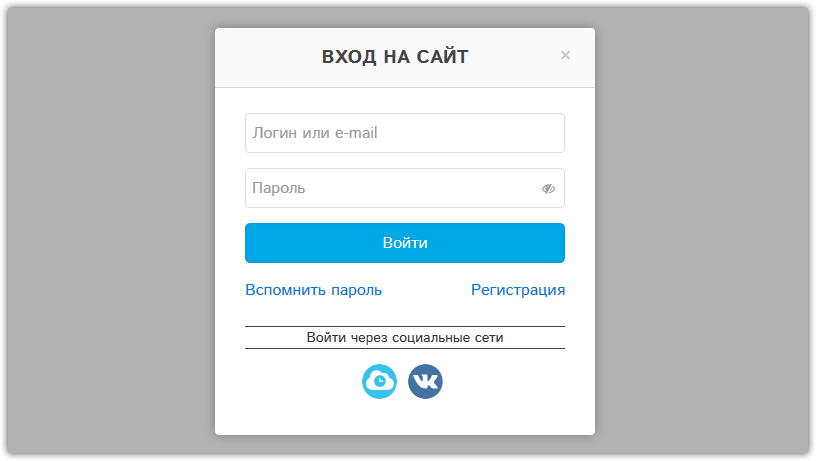 ВХОД НА САЙТ ×
Логин или e-mail
Пароль
Войти
Вспомнить пароль Регистрация
Войти через социальные сети